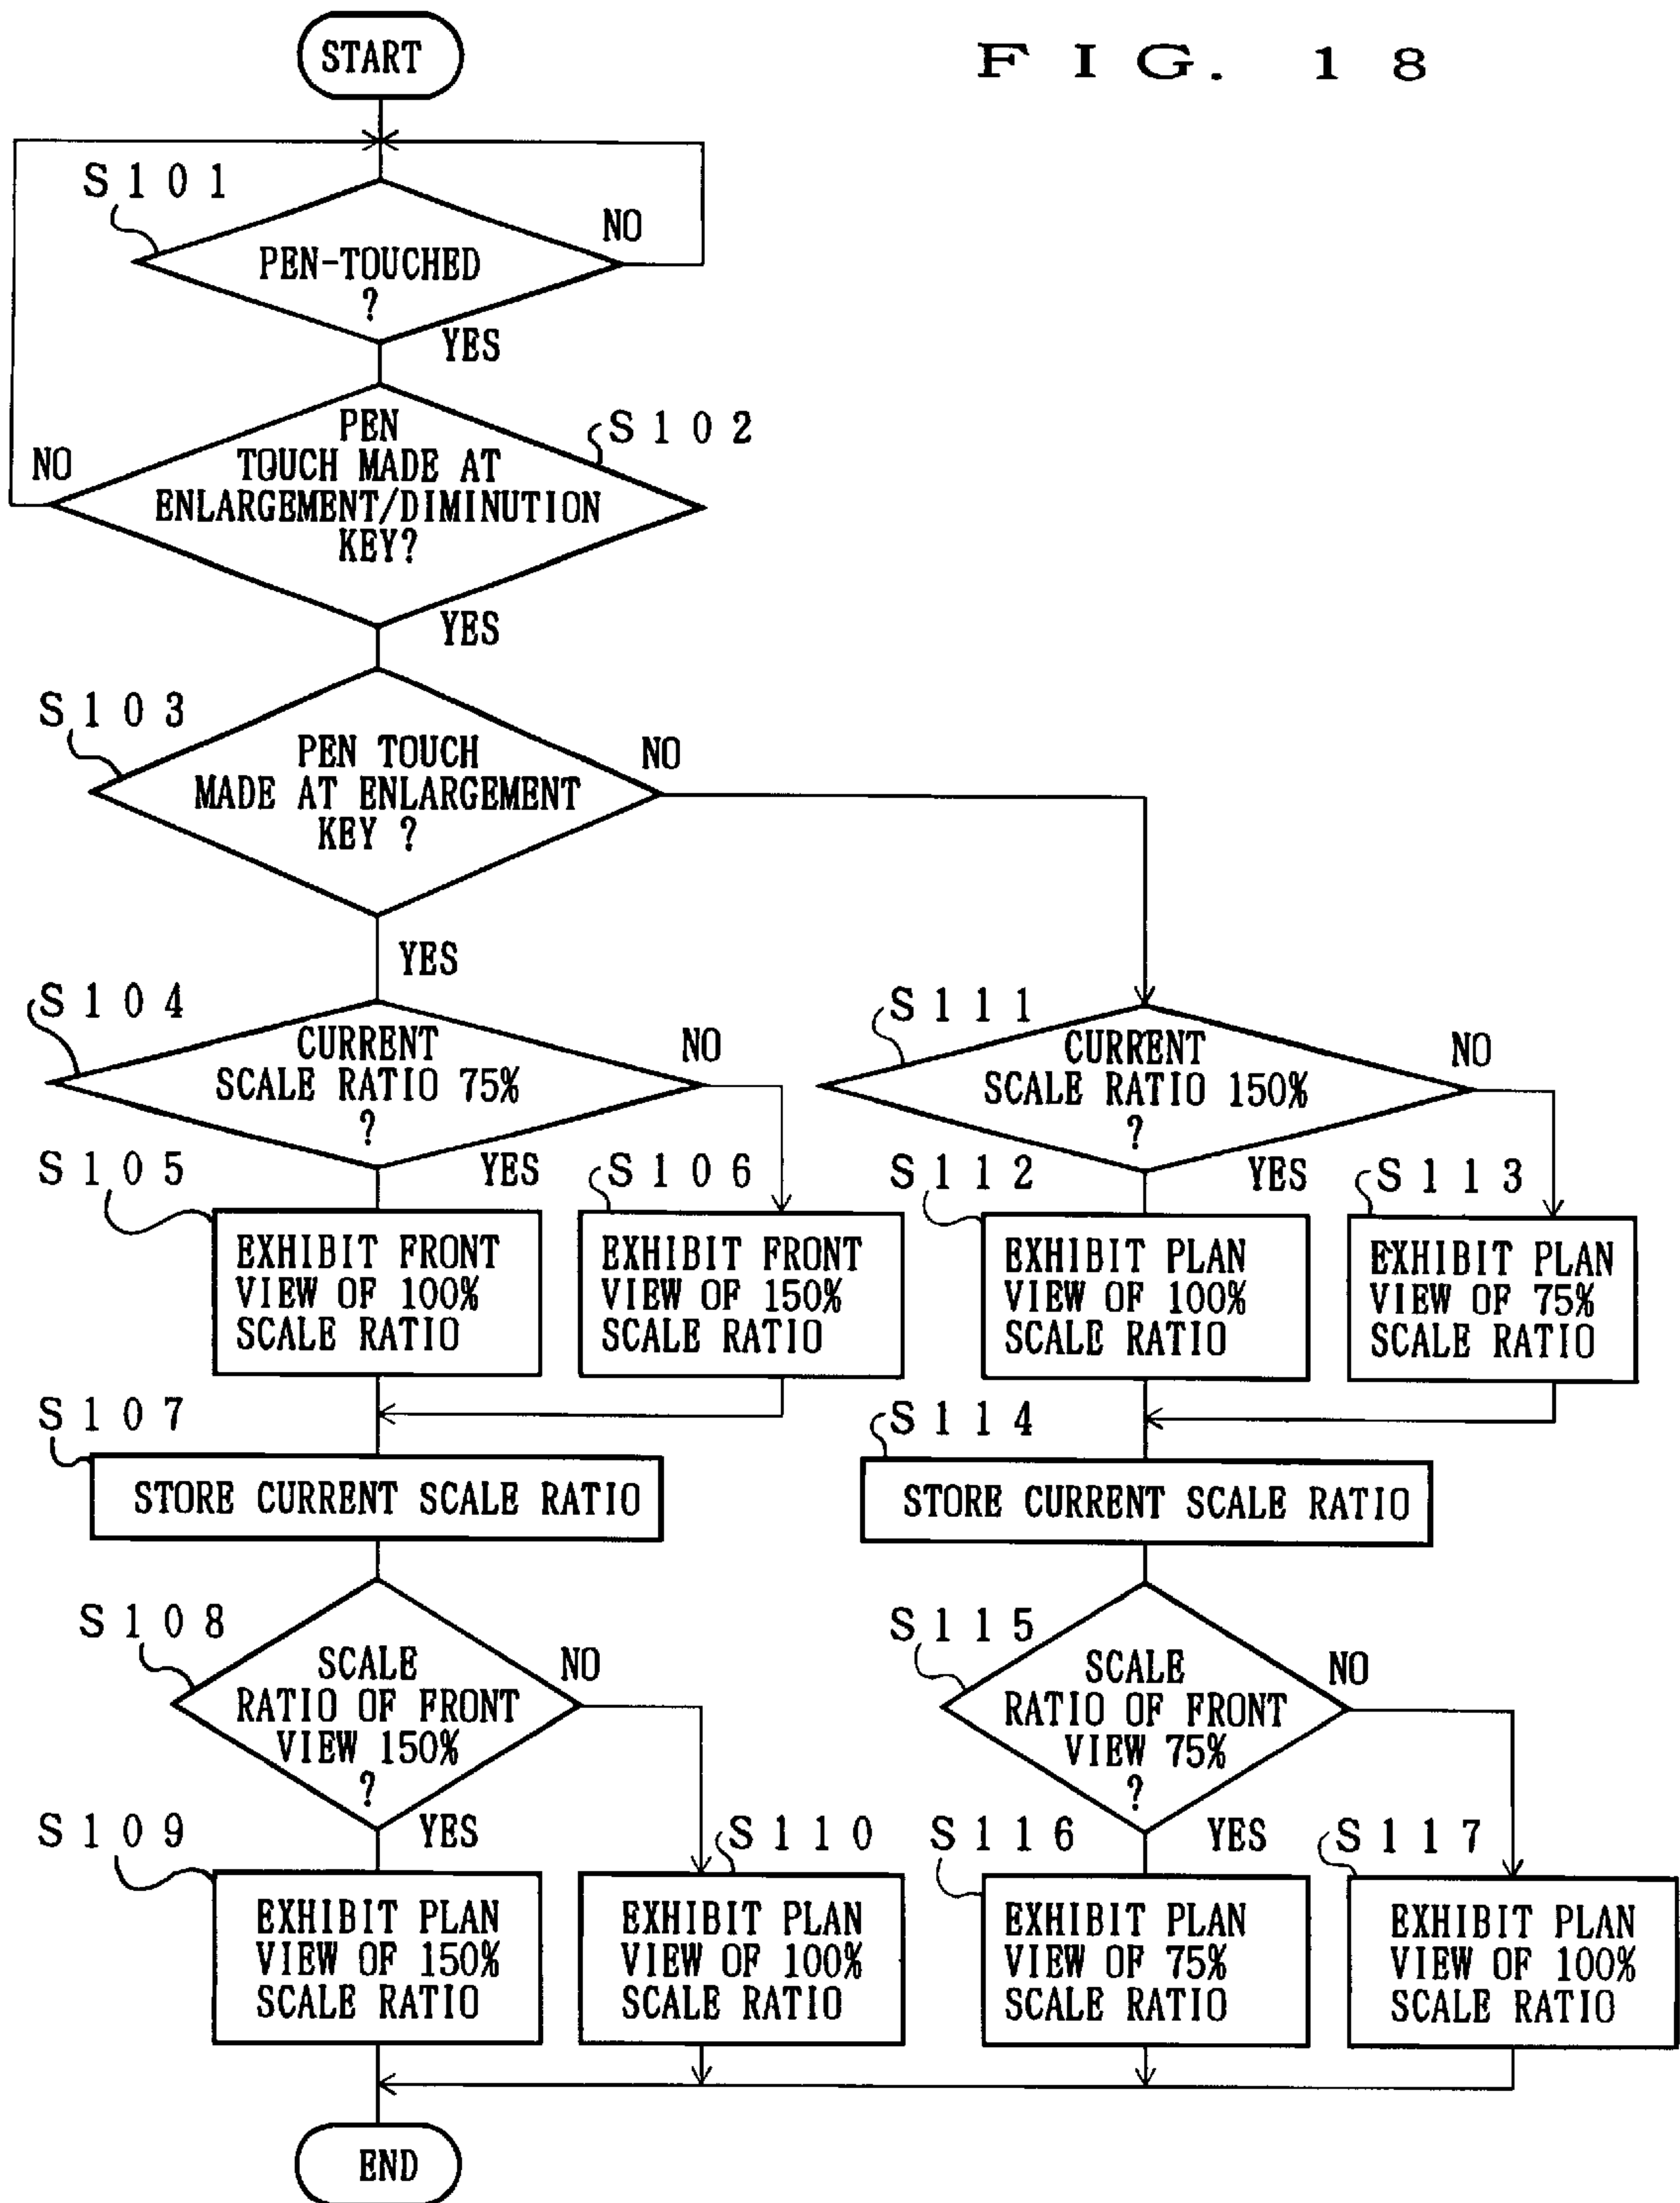 START
F I G. 1 8
S 1 0 1
NO
PEN-TOUCHED
?
YES
S 1 0 2
NO
PEN
TOUCH MADE AT
ENLARGEMENT/DIMINUTION
KEY?
YES
S 1 0 3
NO
PEN TOUCH
MADE AT ENLARGEMENT
KEY ?
YES
S 1 0 4
CURRENT
SCALE RATIO 75%
?
NO
YES
S 1 1 1
CURRENT
SCALE RATIO 150%
?
NO
YES
S 1 0 5
EXHIBIT FRONT
VIEW OF 100%
SCALE RATIO
S 1 0 6
EXHIBIT FRONT
VIEW OF 150%
SCALE RATIO
S 1 1 2
EXHIBIT PLAN
VIEW OF 100%
SCALE RATIO
S 1 1 3
EXHIBIT PLAN
VIEW OF 75%
SCALE RATIO
S 1 0 7
STORE CURRENT SCALE RATIO
S 1 1 4
STORE CURRENT SCALE RATIO
S 1 0 8
SCALE
RATIO OF FRONT
VIEW 150%
?
NO
YES
S 1 1 5
SCALE
RATIO OF FRONT
VIEW 75%
?
NO
YES
S 1 0 9
EXHIBIT PLAN
VIEW OF 150%
SCALE RATIO
S 1 1 0
EXHIBIT PLAN
VIEW OF 100%
SCALE RATIO
S 1 1 6
EXHIBIT PLAN
VIEW OF 75%
SCALE RATIO
S 1 1 7
EXHIBIT PLAN
VIEW OF 100%
SCALE RATIO
END